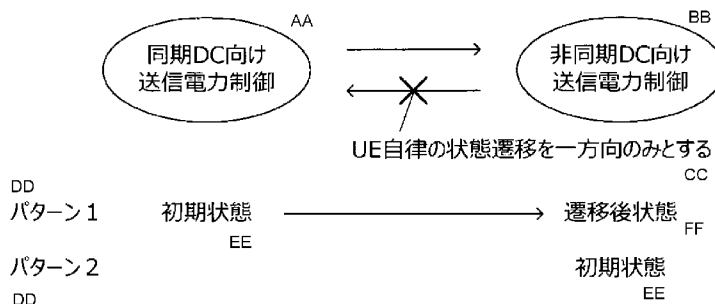 AA
BB
同期DC向け
送信電力制御
非同期DC向け
送信電力制御
UE自律の状態遷移を一方向のみとする
CC
DD
パターン1
初期状態
遷移後状態
EE
FF
パターン2
初期状態
DD
EE